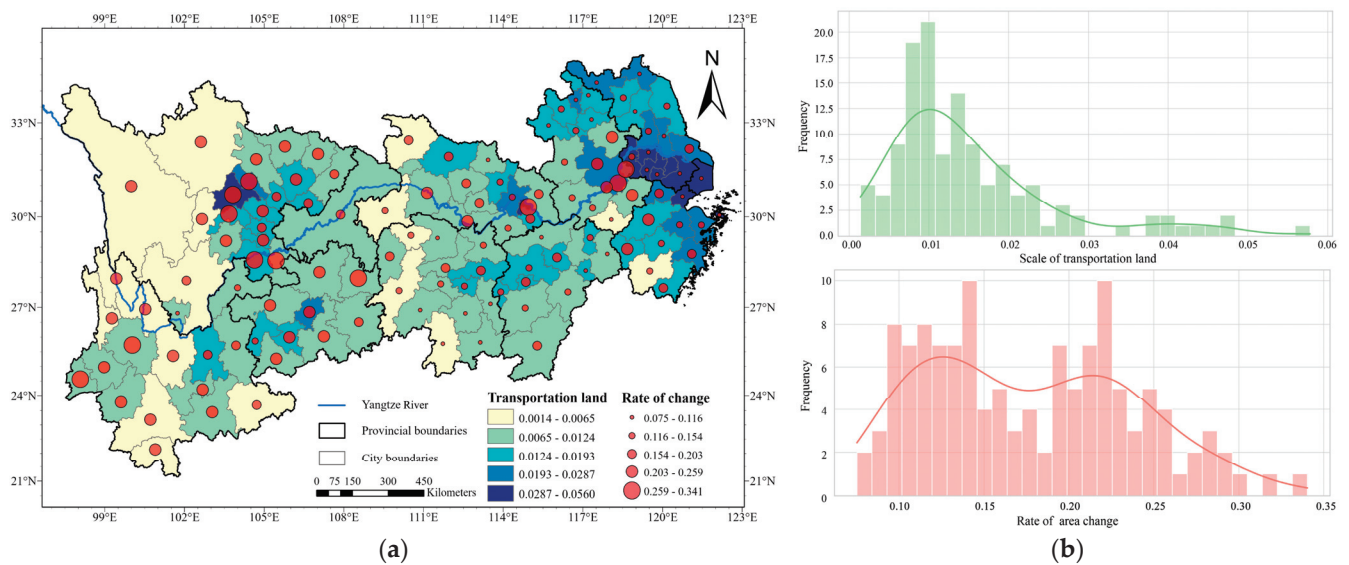 99°E 102°E 105°E 108°E 111°E 114°E 117°E 120°E 123°E
N
33°N 33°N
30°N 30°N
27°N 27°N
24°N 24°N
21°N 21°N
Yangtze River
Provincial boundaries
City boundaries
0 75 150 300 450
Kilometers
Transportation land
0.0014 - 0.0065
0.0065 - 0.0124
0.0124 - 0.0193
0.0193 - 0.0287
0.0287 - 0.0560
Rate of change
0.075 - 0.116
0.116 - 0.154
0.154 - 0.203
0.203 - 0.259
0.259 - 0.341
99°E 102°E 105°E 108°E 111°E 114°E 117°E 120°E 123°E
(a)
Frequency
20.0
17.5
15.0
12.5
10.0
7.5
5.0
2.5
0.0
0.00 0.01 0.02 0.03 0.04 0.05 0.06
Scale of transportation land
Frequency
10
8
6
4
2
0
0.10 0.15 0.20 0.25 0.30 0.35
Rate of area change
(b)